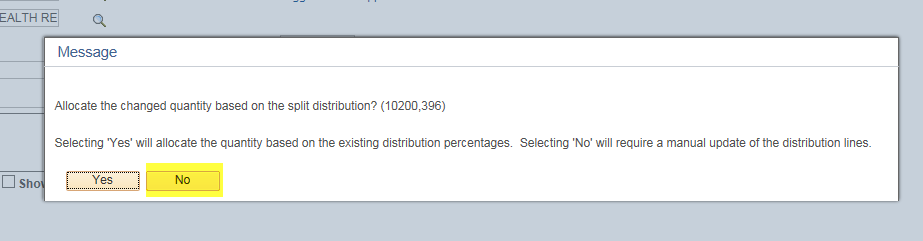 EALTH RE
Message
Allocate the changed quantity based on the split distribution? (10200,396)
Selecting 'Yes' will allocate the quantity based on the existing distribution percentages.  Selecting 'No' will require a manual update of the distribution lines.
Yes No
Show